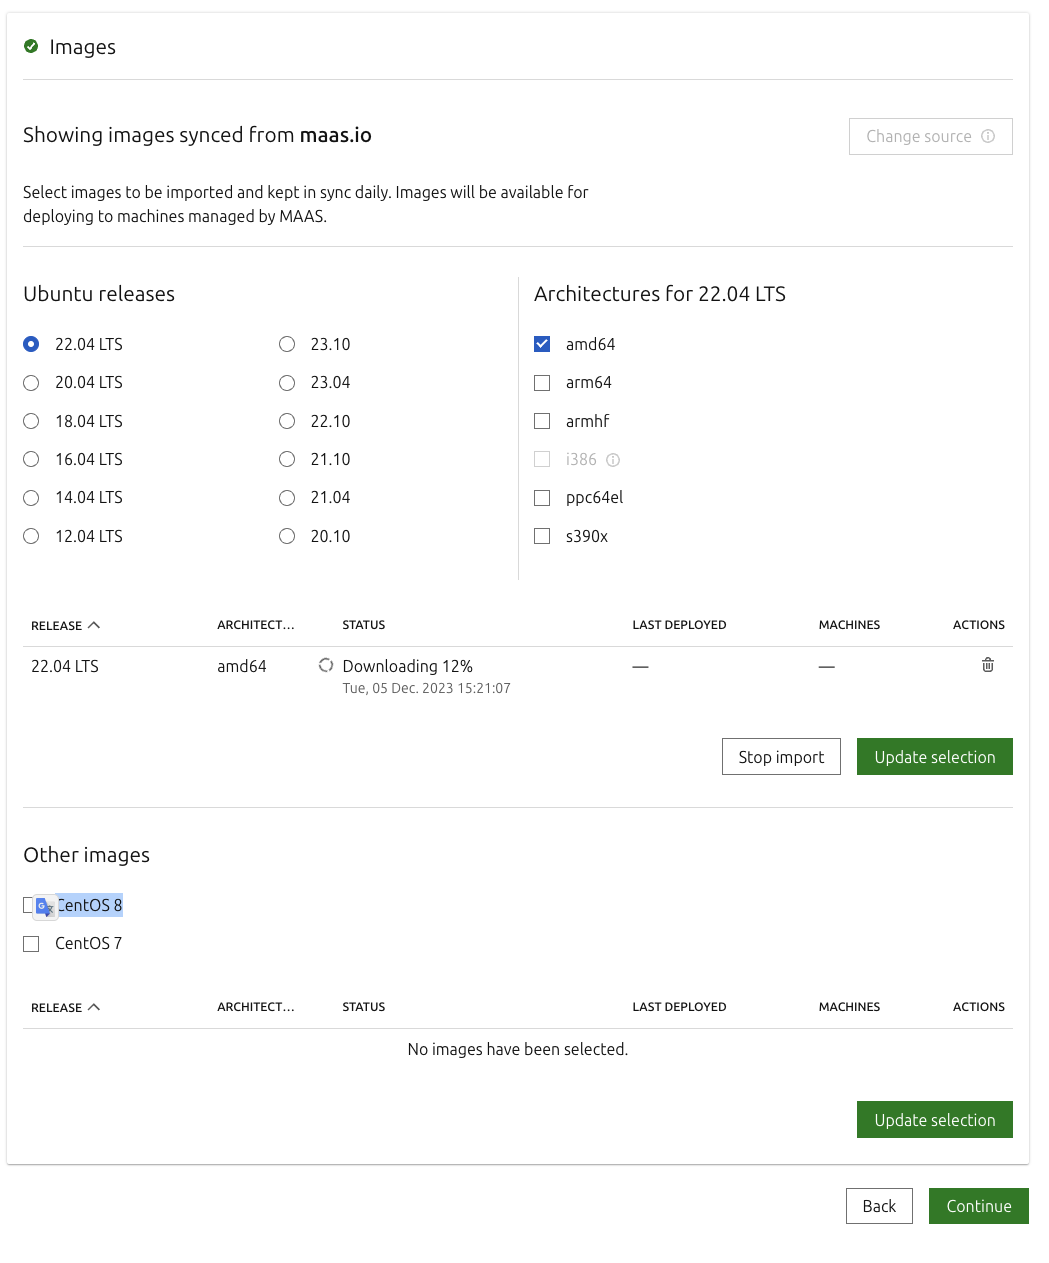 Images
Showing images synced from maas.io
Change source
Select images to be imported and kept in sync daily. Images will be available for
deploying to machines managed by MAAS.
Ubuntu releases
22.04 LTS
20.04 LTS
18.04 LTS
16.04 LTS
14.04 LTS
12.04 LTS
23.10
23.04
22.10
21.10
21.04
20.10
Architectures for 22.04 LTS
amd64
arm64
armhf
i386
ppc64el
s390x
RELEASE ARCHITECT... STATUS LAST DEPLOYED MACHINES ACTIONS
22.04 LTS amd64 Downloading 12% — —
Tue, 05 Dec. 2023 15:21:07
Stop import Update selection
Other images
CentOS 8
CentOS 7
RELEASE ARCHITECT... STATUS LAST DEPLOYED MACHINES ACTIONS
No images have been selected.
Update selection
Back Continue